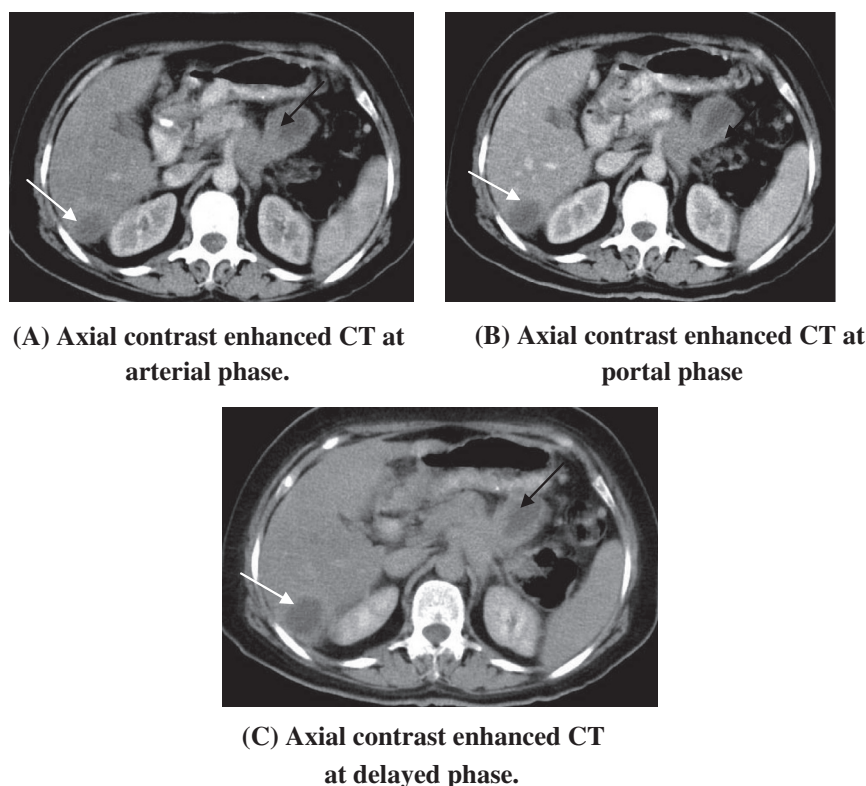 (A) Axial contrast enhanced CT at
arterial phase.
(B) Axial contrast enhanced CT at
portal phase
(C) Axial contrast enhanced CT
at delayed phase.